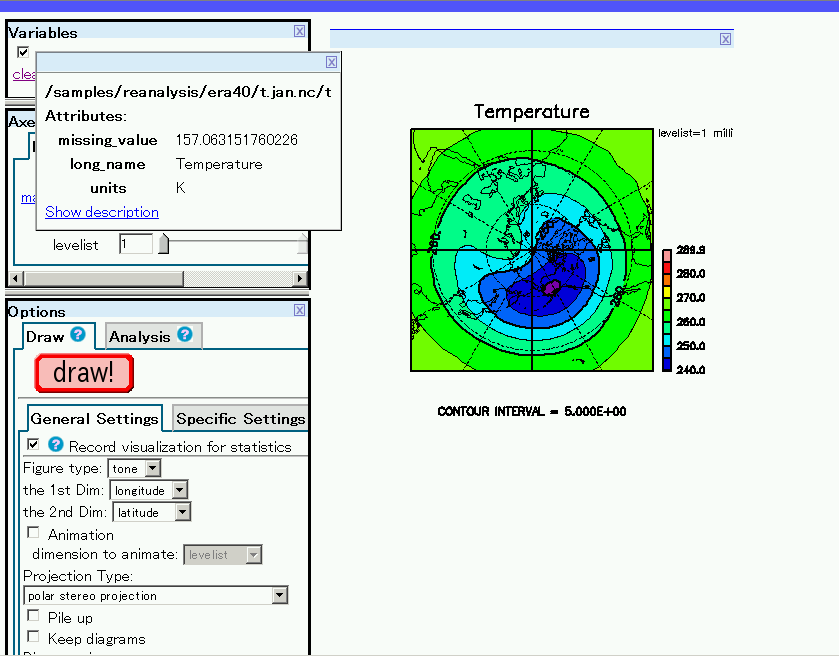 Variables
clea
/samples/reanalysis/era40/t.jan.nc/t
Attributes:
missing_value 157.063151760226
long_name Temperature
units K
Show description
Axe
ma
levelist 1
Options
Draw ? Analysis ?
draw!
General Settings Specific Settings
? Record visualization for statistics
Figure type: tone
the 1st Dim: longitude
the 2nd Dim: latitude
Animation
dimension to animate: levelist
Projection Type:
polar stereo projection
Pile up
Keep diagrams
Temperature
levelist=1 milli
260.
260.
289.9
280.0
270.0
260.0
250.0
240.0
CONTOUR INTERVAL = 5.000E+00